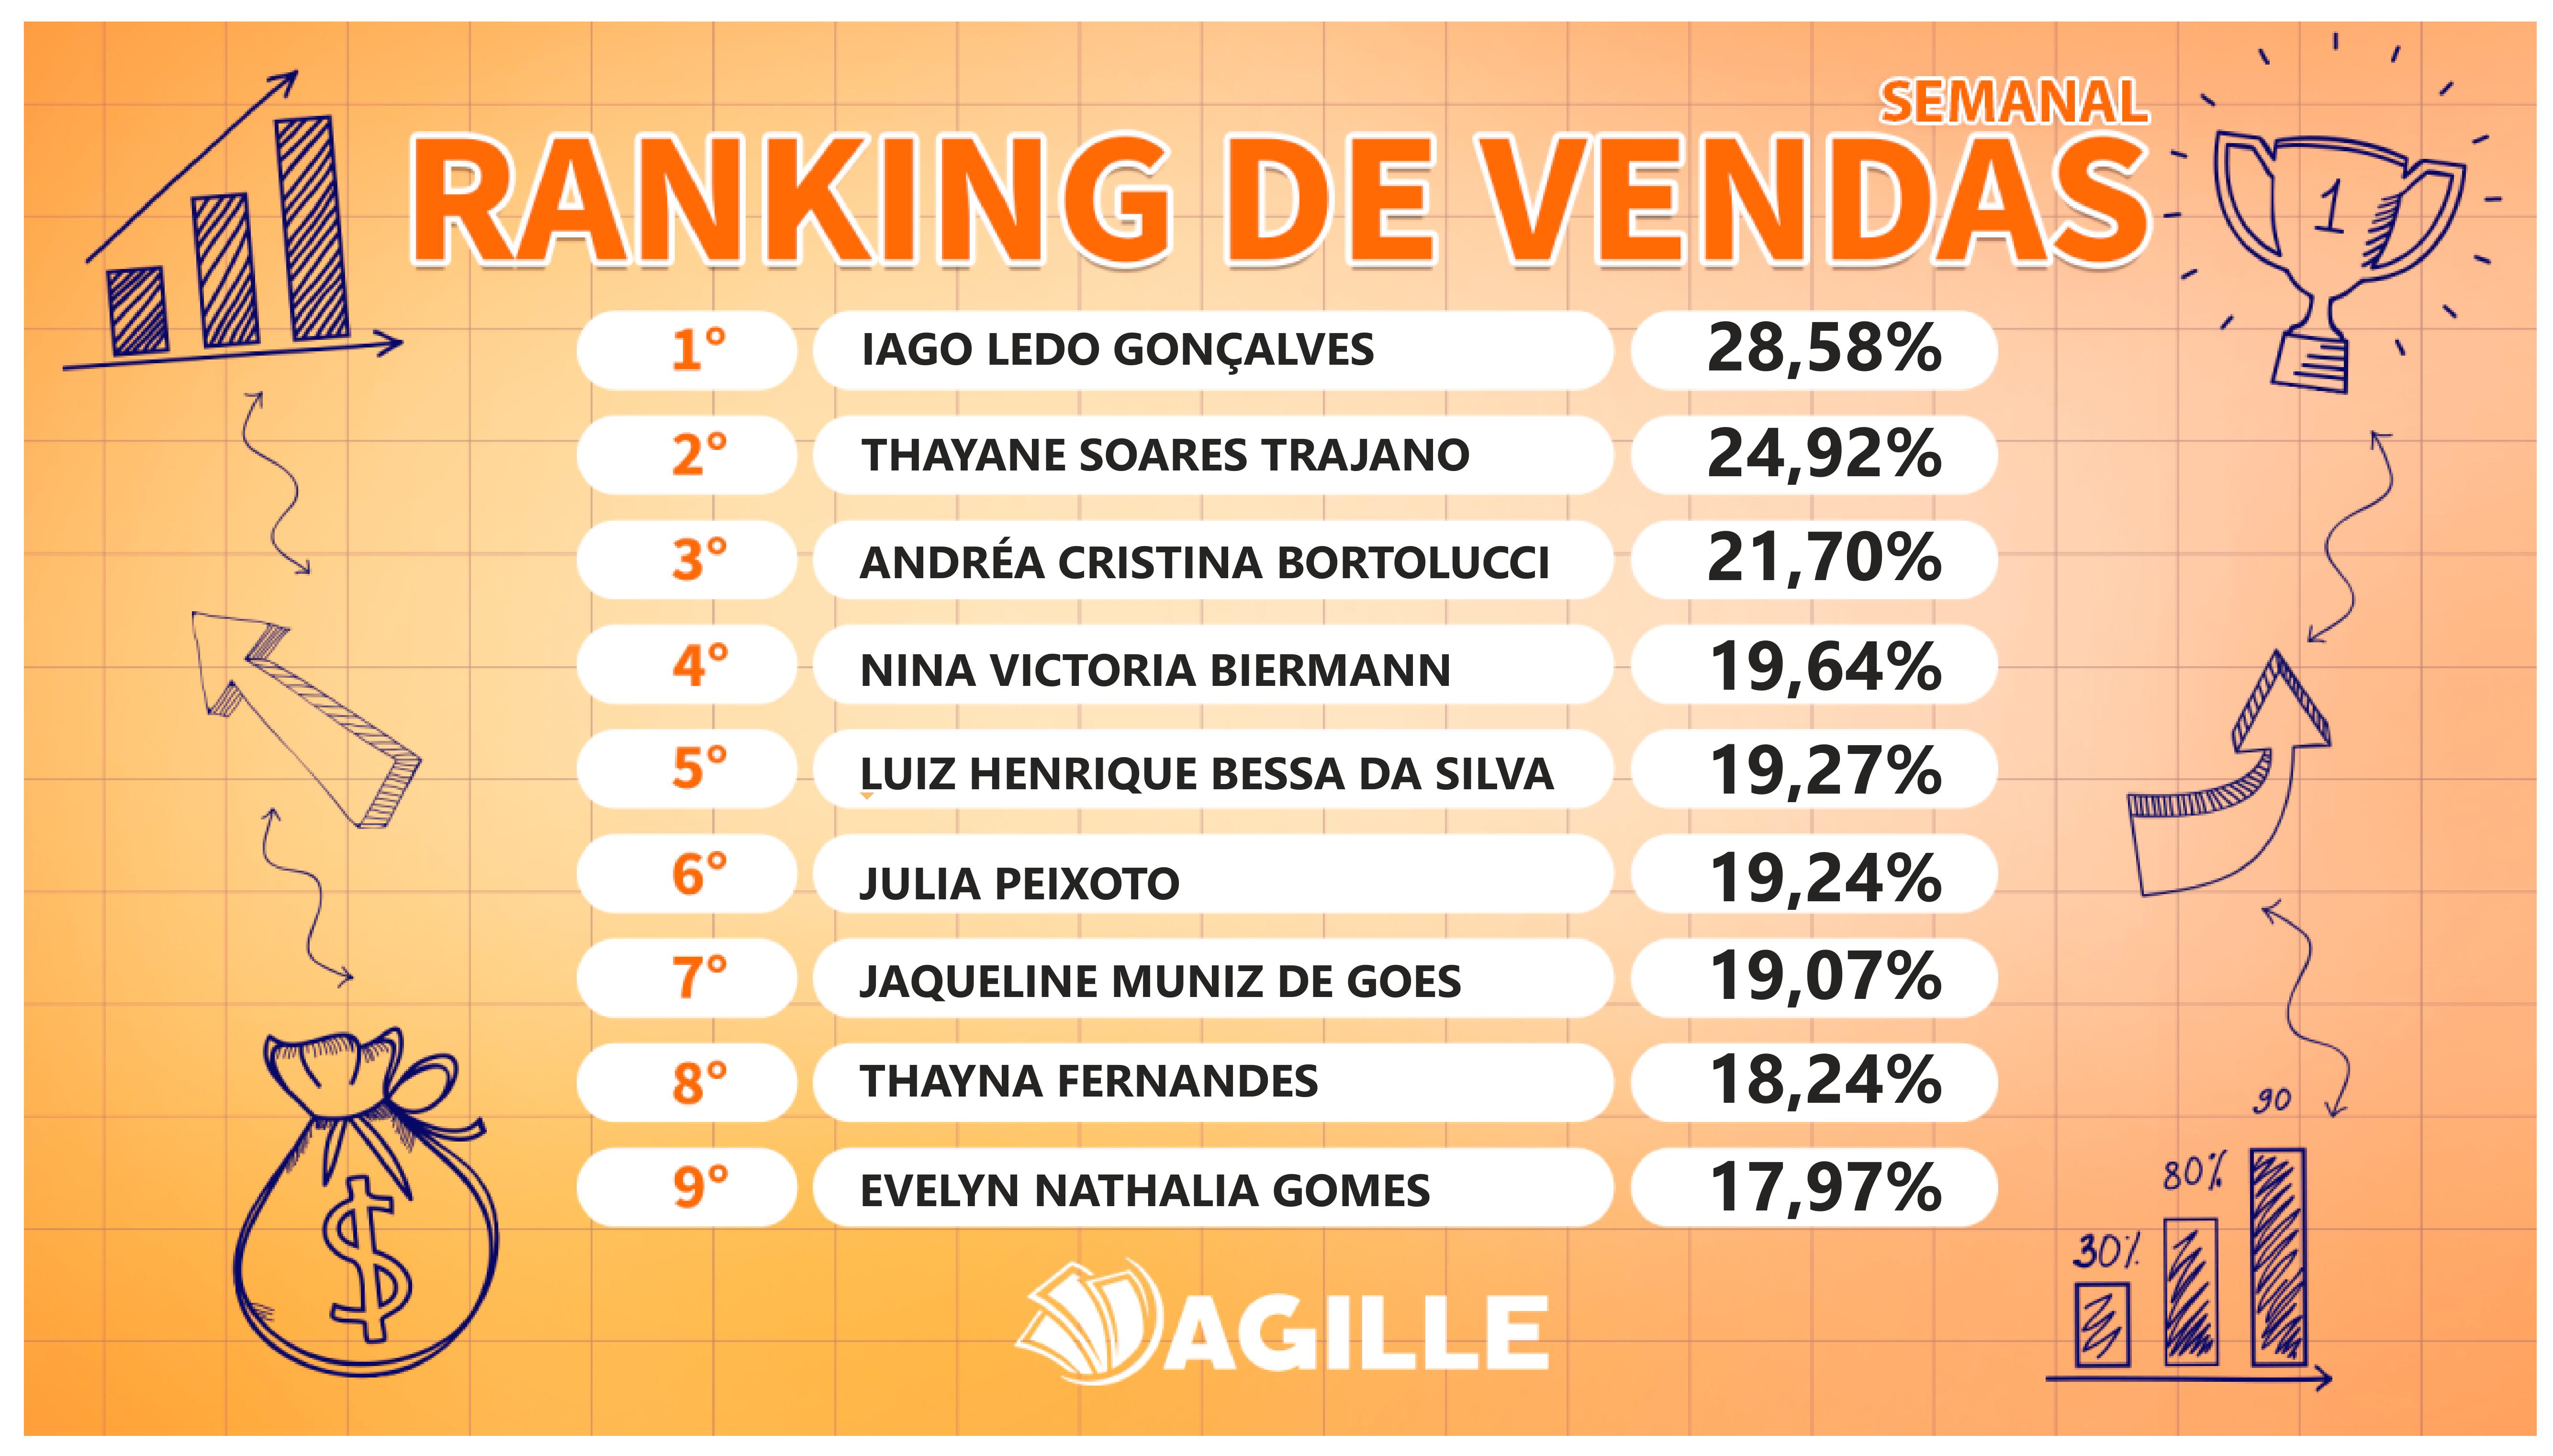 SEMANAL
RANKING DE VENDAS
1
1° IAGO LEDO GONÇALVES 28,58%
2° THAYANE SOARES TRAJANO 24,92%
3° ANDRÉA CRISTINA BORTOLUCCI 21,70%
4° NINA VICTORIA BIERMANN 19,64%
5° LUIZ HENRIQUE BESSA DA SILVA 19,27%
6° JULIA PEIXOTO 19,24%
7° JAQUELINE MUNIZ DE GOES 19,07%
8° THAYNA FERNANDES 18,24%
9° EVELYN NATHALIA GOMES 17,97%
90
80%
30%
$
AGILLE